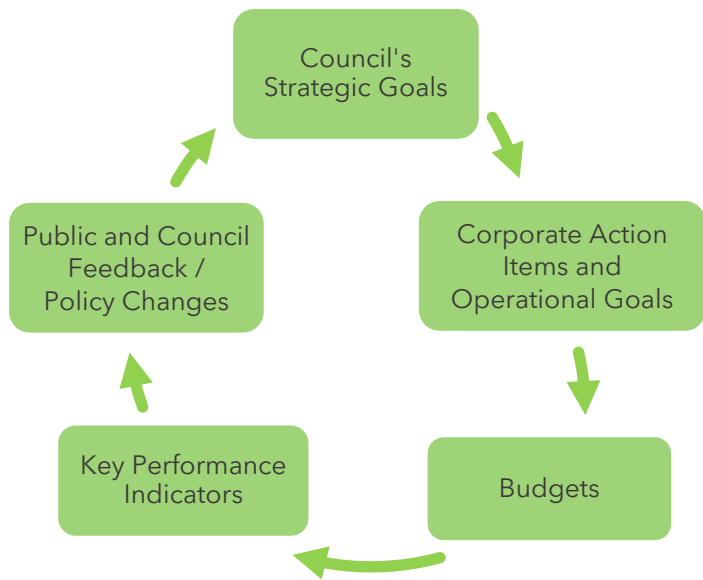 Council's
Strategic Goals
Corporate Action
Items and
Operational Goals
Budgets
Key Performance
Indicators
Public and Council
Feedback /
Policy Changes